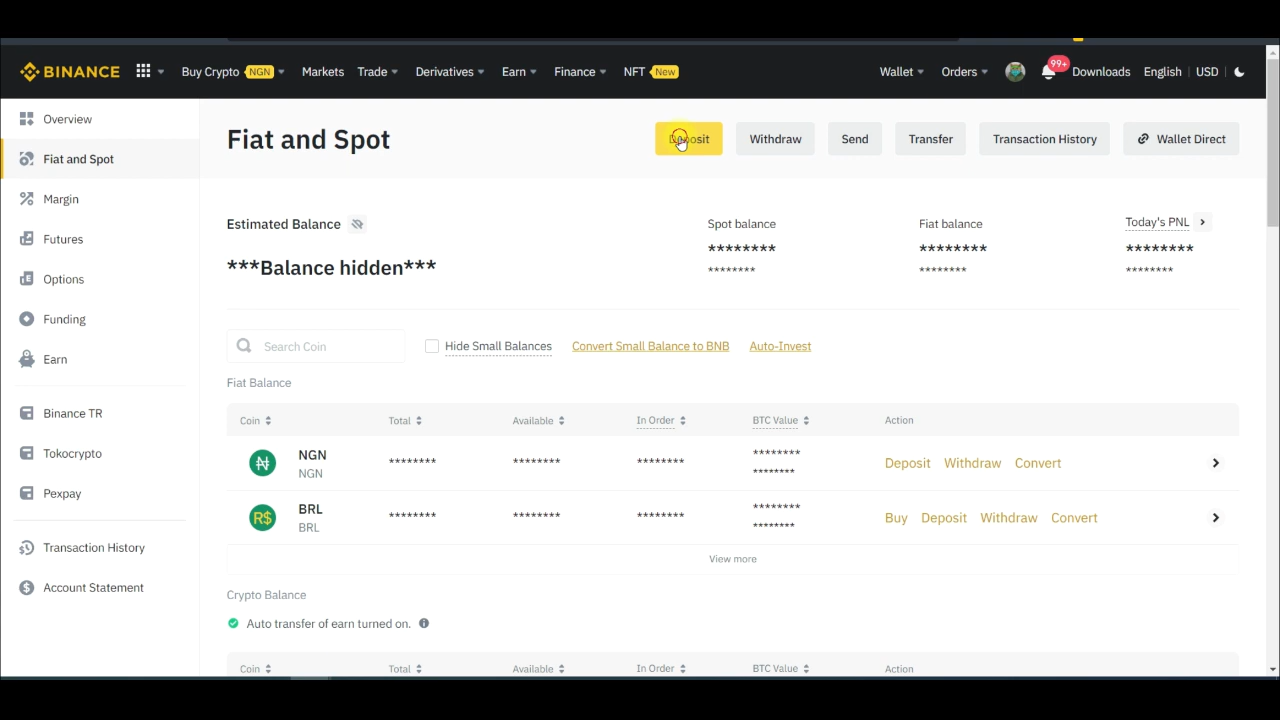 BINANCE Buy Crypto NGN Markets Trade Derivatives Earn Finance NFT New Wallet Orders 99+ Downloads English USD
Overview
Fiat and Spot
Margin
Futures
Options
Funding
Earn
Binance TR
Tokocrypto
Pexpay
Transaction History
Account Statement
Fiat and Spot Deposit Withdraw Send Transfer Transaction History Wallet Direct
Estimated Balance Spot balance Fiat balance Today's PNL
***Balance hidden*** ******** ******** ********
******** ******** ********
Search Coin Hide Small Balances Convert Small Balance to BNB Auto-Invest
Fiat Balance
Coin Total Available In Order BTC Value Action
NGN ******** ******** ******** ******** Deposit Withdraw Convert
NGN ********
BRL ******** ******** ******** ******** Buy Deposit Withdraw Convert
BRL ********
View more
Crypto Balance
Auto transfer of earn turned on.
Coin Total Available In Order BTC Value Action